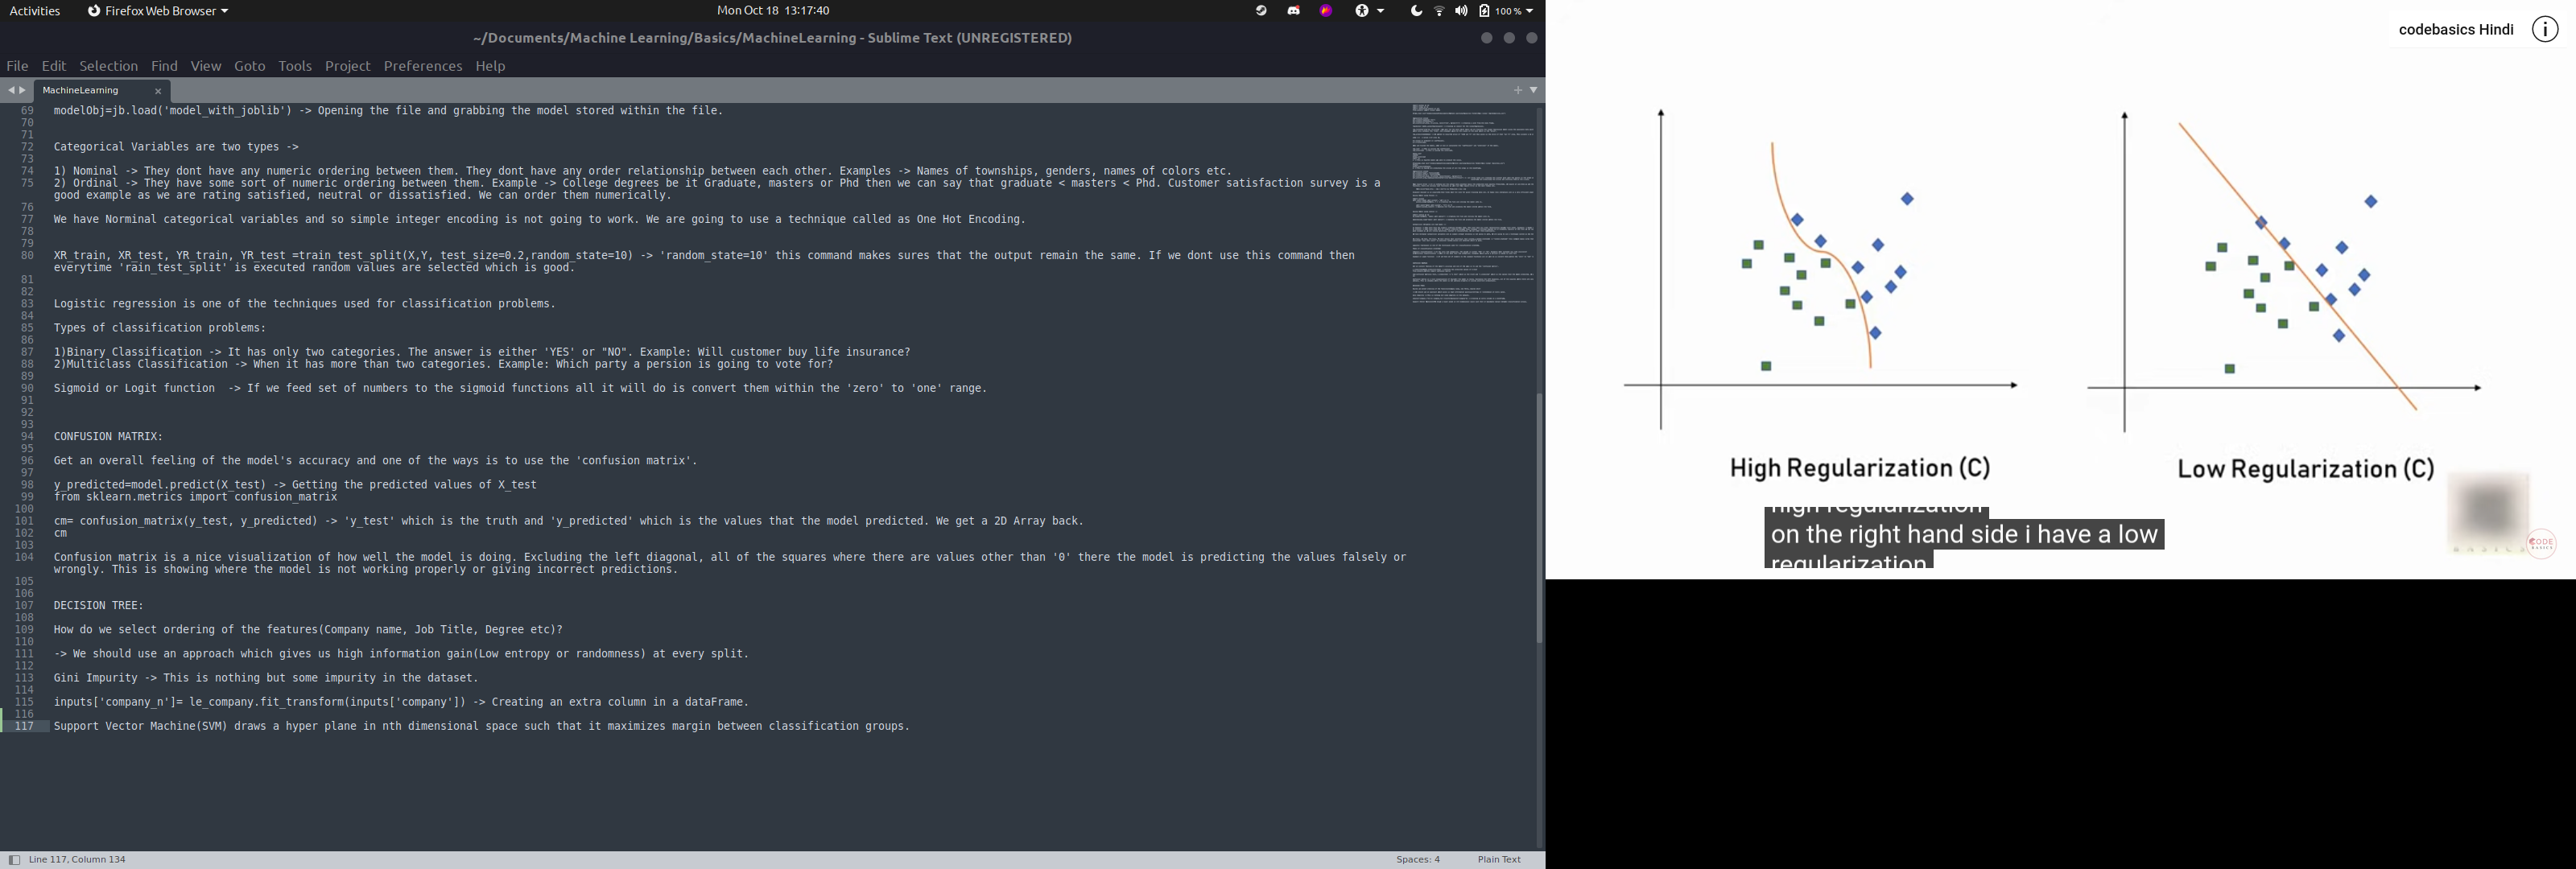 Activities Firefox Web Browser Mon Oct 18 13:17:40 100 %
~/Documents/Machine Learning/Basics/MachineLearning - Sublime Text (UNREGISTERED)
File Edit Selection Find View Goto Tools Project Preferences Help
MachineLearning ×
69 modelObj=jb.load('model_with_joblib') -> Opening the file and grabbing the model stored within the file.
70
71
72 Categorical Variables are two types ->
73
74 1) Nominal -> They dont have any numeric ordering between them. They dont have any order relationship between each other. Examples -> Names of townships, genders, names of colors etc.
75 2) Ordinal -> They have some sort of numeric ordering between them. Example -> College degrees be it Graduate, masters or Phd then we can say that graduate < masters < Phd. Customer satisfaction survey is a
good example as we are rating satisfied, neutral or dissatisfied. We can order them numerically.
76
77 We have Norminal categorical variables and so simple integer encoding is not going to work. We are going to use a technique called as One Hot Encoding.
78
79
80 XR_train, XR_test, YR_train, YR_test =train_test_split(X,Y, test_size=0.2,random_state=10) -> 'random_state=10' this command makes sures that the output remain the same. If we dont use this command then
everytime 'rain_test_split' is executed random values are selected which is good.
81
82
83 Logistic regression is one of the techniques used for classification problems.
84
85 Types of classification problems:
86
87 1)Binary Classification -> It has only two categories. The answer is either 'YES' or "NO". Example: Will customer buy life insurance?
88 2)Multiclass Classification -> When it has more than two categories. Example: Which party a persion is going to vote for?
89
90 Sigmoid or Logit function  -> If we feed set of numbers to the sigmoid functions all it will do is convert them within the 'zero' to 'one' range.
91
92
93
94 CONFUSION MATRIX:
95
96 Get an overall feeling of the model's accuracy and one of the ways is to use the 'confusion matrix'.
97
98 y_predicted=model.predict(X_test) -> Getting the predicted values of X_test
99 from sklearn.metrics import confusion_matrix
100
101 cm= confusion_matrix(y_test, y_predicted) -> 'y_test' which is the truth and 'y_predicted' which is the values that the model predicted. We get a 2D Array back.
102 cm
103
104 Confusion matrix is a nice visualization of how well the model is doing. Excluding the left diagonal, all of the squares where there are values other than '0' there the model is predicting the values falsely or
wrongly. This is showing where the model is not working properly or giving incorrect predictions.
105
106
107 DECISION TREE:
108
109 How do we select ordering of the features(Company name, Job Title, Degree etc)?
110
111 -> We should use an approach which gives us high information gain(Low entropy or randomness) at every split.
112
113 Gini Impurity -> This is nothing but some impurity in the dataset.
114
115 inputs['company_n']= le_company.fit_transform(inputs['company']) -> Creating an extra column in a dataFrame.
116
117 Support Vector Machine(SVM) draws a hyper plane in nth dimensional space such that it maximizes margin between classification groups.
Line 117, Column 134 Spaces: 4 Plain Text
codebasics Hindi i
High Regularization (C) Low Regularization (C)
high regularization
on the right hand side i have a low
regularization
CODE
BASICS